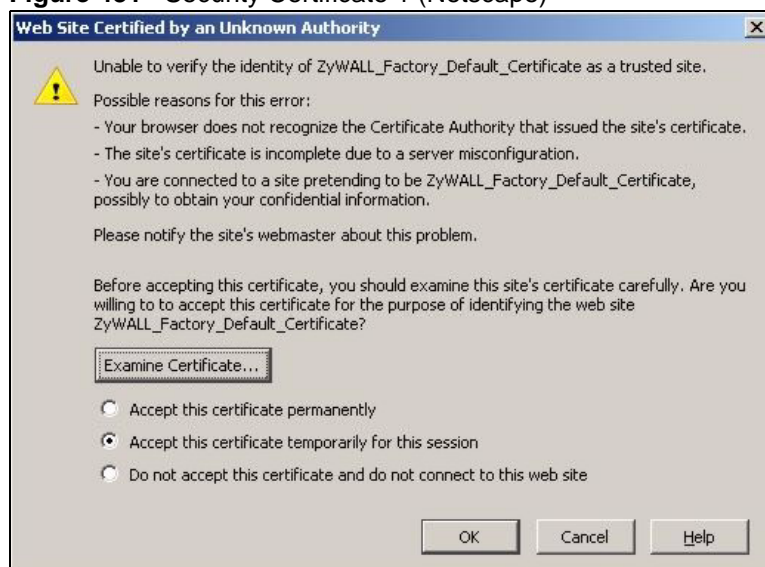 Security Certificate 1 (Netscape)
Web Site Certified by an Unknown Authority
Unable to verify the identity of ZyWALL_Factory_Default_Certificate as a trusted site.
Possible reasons for this error:
- Your browser does not recognize the Certificate Authority that issued the site's certificate.
- The site's certificate is incomplete due to a server misconfiguration.
- You are connected to a site pretending to be ZyWALL_Factory_Default_Certificate,
possibly to obtain your confidential information.
Please notify the site's webmaster about this problem.
Before accepting this certificate, you should examine this site's certificate carefully. Are you
willing to to accept this certificate for the purpose of identifying the web site
ZyWALL_Factory_Default_Certificate?
Examine Certificate...
Accept this certificate permanently
Accept this certificate temporarily for this session
Do not accept this certificate and do not connect to this web site
OK
Cancel
Help